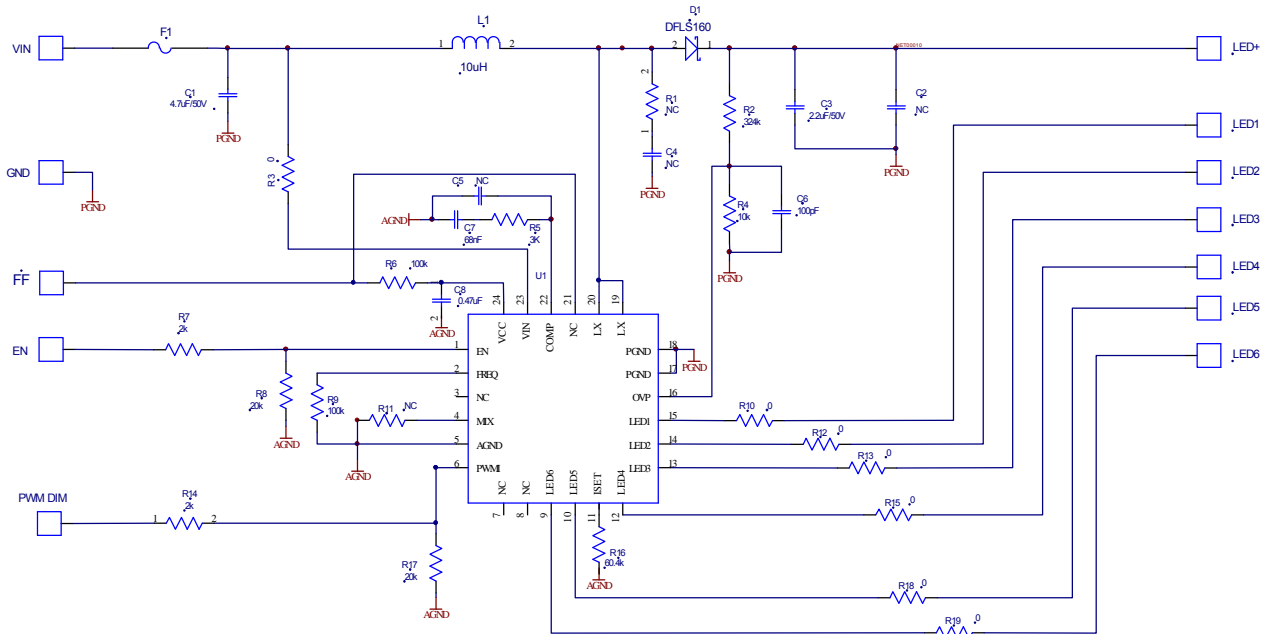 VIN
F1
L1
1
2
10uH
D1
DFLS160
2
1
NET00010
LED+
C1
4.7uF/50V
PGND
2
R1
NC
1
C4
NC
PGND
R2
324k
C3
2.2uF/50V
C2
NC
PGND
LED1
GND
PGND
R3
0
C5
NC
AGND
C7
68nF
R5
3K
R4
10k
C6
100pF
PGND
LED2
LED3
FF
R6
100k
C8
0.47uF
2
AGND
U1
LED4
LED5
LED6
24
23
22
21
20
19
VCC
VIN
COMP
NC
LX
LX
EN
R7
2k
R8
20k
AGND
R9
100k
R11
NC
AGND
1
EN
2
FREQ
3
NC
4
MIX
5
AGND
6
PWMI
PGND
18
PGND
17
PGND
OVP
16
LED1
15
LED2
14
LED3
13
R10
0
R12
0
R13
0
NC
NC
LED6
LED5
ISET
LED4
7
8
9
10
11
12
PWM DIM
1
R14
2k
2
R17
20k
AGND
R16
60.4k
AGND
R15
0
R18
0
R19
0